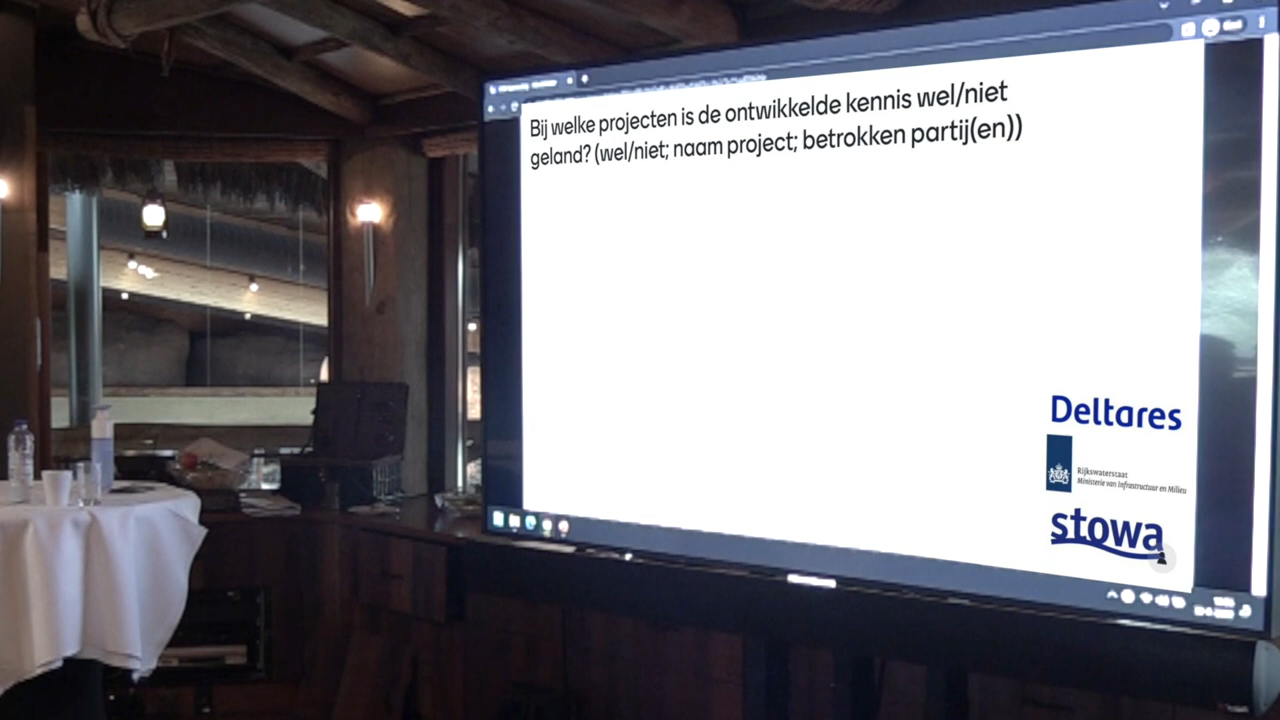 Bij welke projecten is de ontwikkelde kennis wel/niet
geland? (wel/niet; naam project; betrokken partij(en))
Deltares
Rijkswaterstaat
Ministerie van Infrastructuur en Milieu
stowa